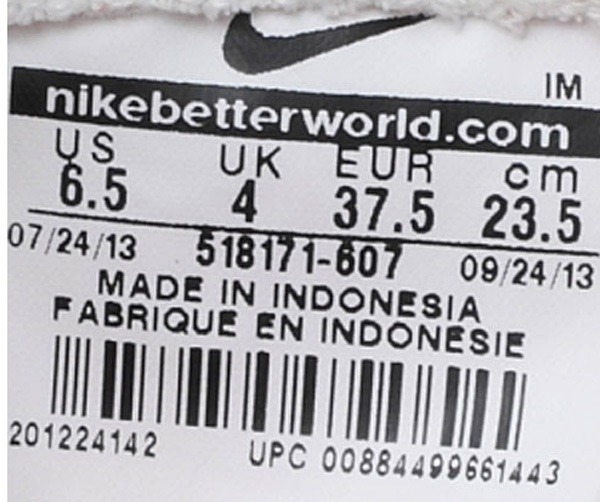 IM
nikebetterworld.com
US UK EUR cm
6.5 4 37.5 23.5
07/24/13 518171-607 09/24/13
MADE IN INDONESIA
FABRIQUE EN INDONESIE
201224142 UPC 00884499661443